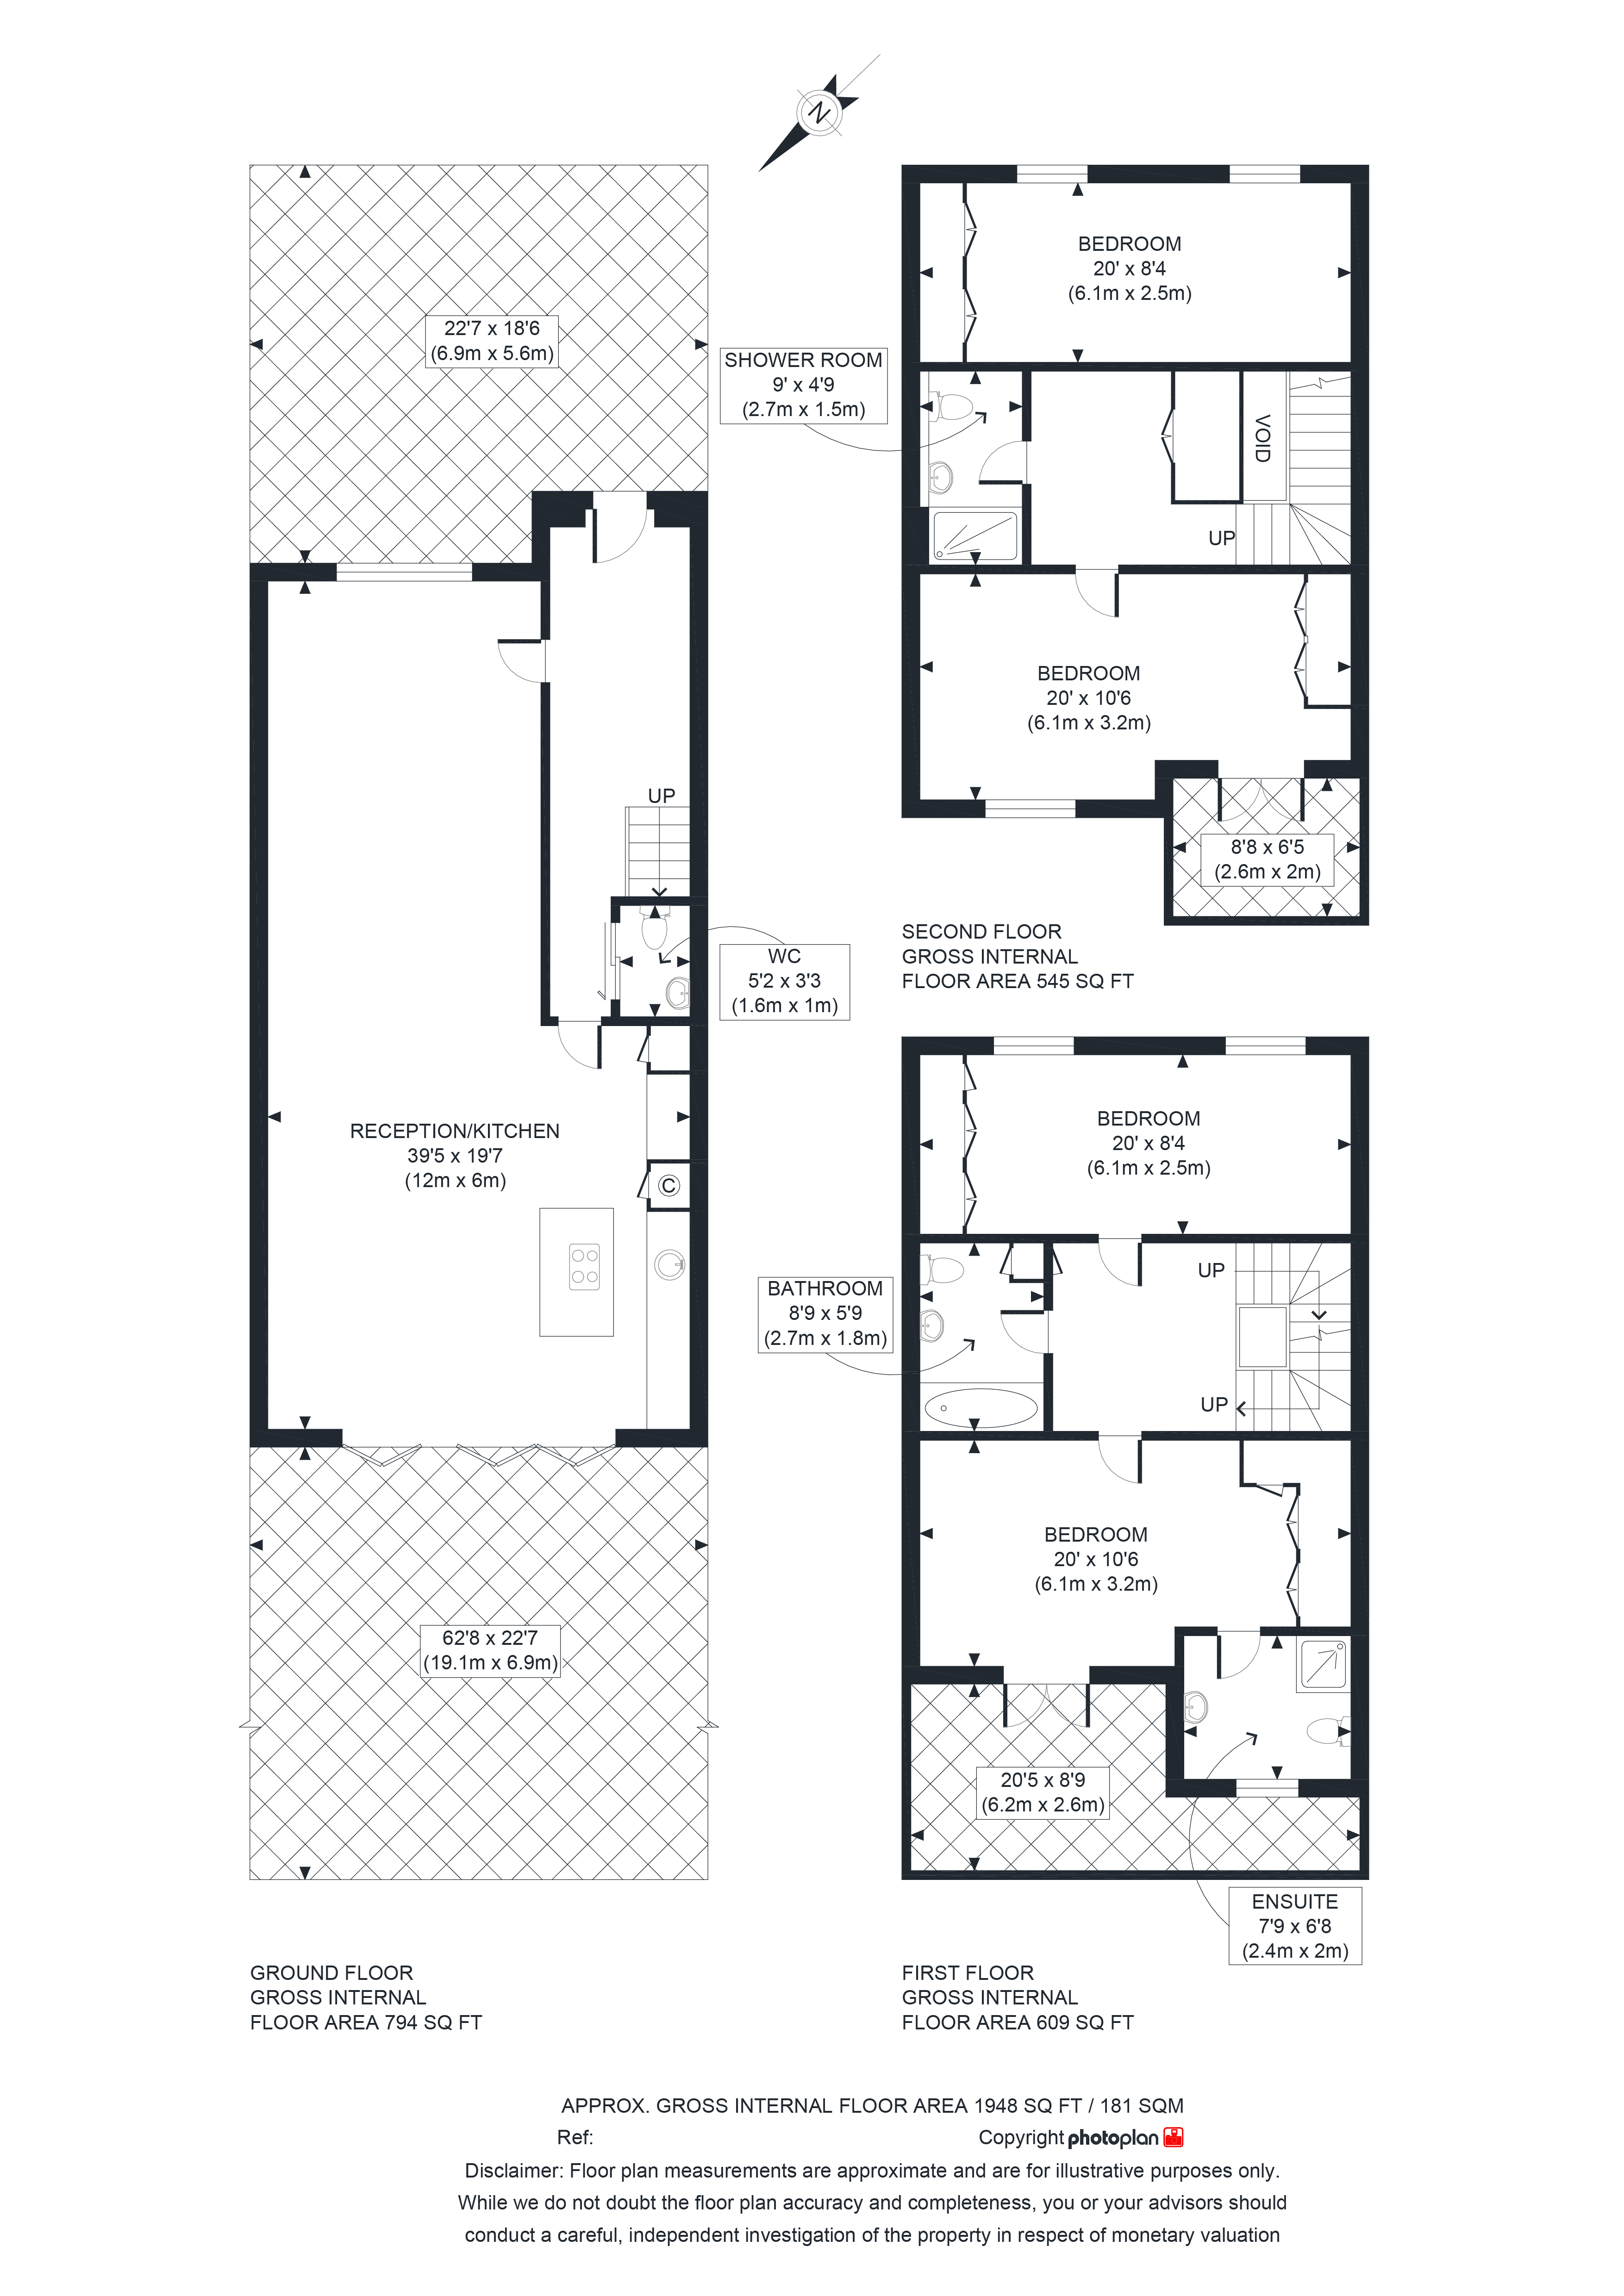 22'7 x 18'6
(6.9m x 5.6m)
UP
RECEPTION/KITCHEN
39'5 x 19'7
(12m x 6m)
C
62'8 x 22'7
(19.1m x 6.9m)
GROUND FLOOR
GROSS INTERNAL
FLOOR AREA 794 SQ FT
SHOWER ROOM
9' x 4'9
(2.7m x 1.5m)
WC
5'2 x 3'3
(1.6m x 1m)
BATHROOM
8'9 x 5'9
(2.7m x 1.8m)
N
BEDROOM
20' x 8'4
(6.1m x 2.5m)
VOID
UP
BEDROOM
20' x 10'6
(6.1m x 3.2m)
8'8 x 6'5
(2.6m x 2m)
SECOND FLOOR
GROSS INTERNAL
FLOOR AREA 545 SQ FT
BEDROOM
20' x 8'4
(6.1m x 2.5m)
UP
UP
BEDROOM
20' x 10'6
(6.1m x 3.2m)
20'5 x 8'9
(6.2m x 2.6m)
ENSUITE
7'9 x 6'8
(2.4m x 2m)
FIRST FLOOR
GROSS INTERNAL
FLOOR AREA 609 SQ FT
APPROX. GROSS INTERNAL FLOOR AREA 1948 SQ FT / 181 SQM
Ref: Copyright photoplan
Disclaimer: Floor plan measurements are approximate and are for illustrative purposes only.
While we do not doubt the floor plan accuracy and completeness, you or your advisors should
conduct a careful, independent investigation of the property in respect of monetary valuation